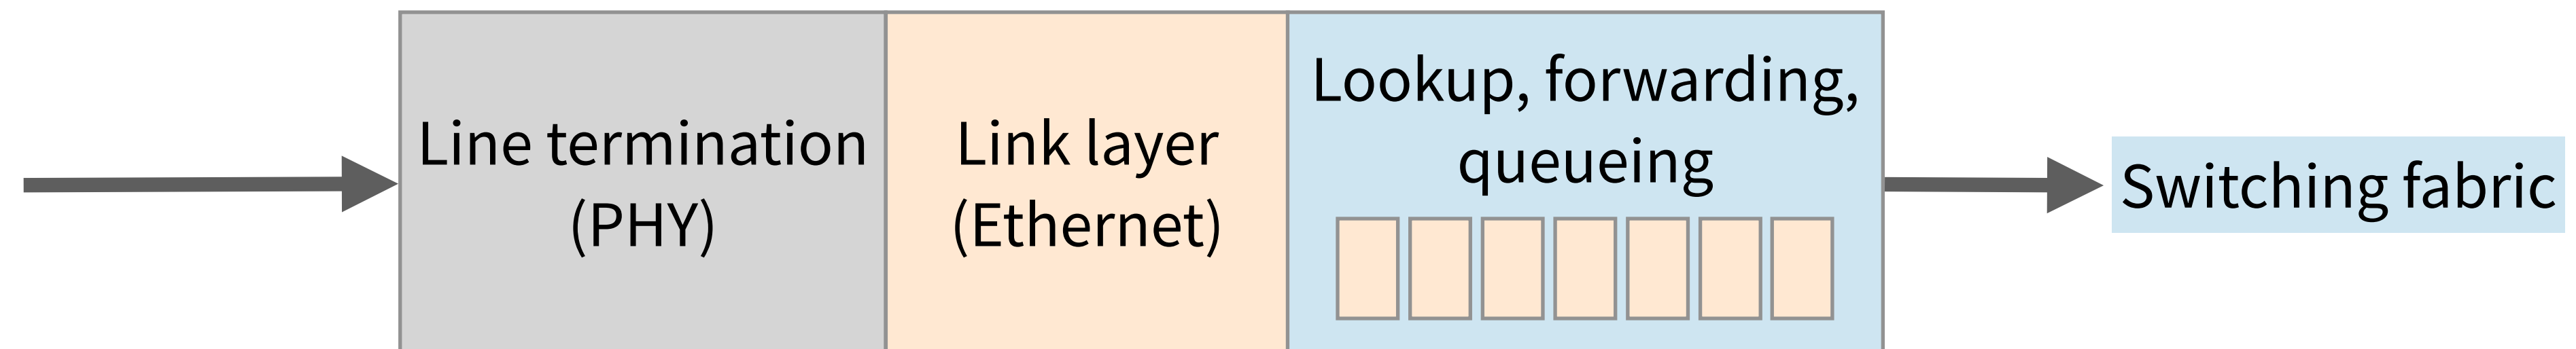 Line termination
(PHY)
Link layer
(Ethernet)
Lookup, forwarding,
queueing
Switching fabric